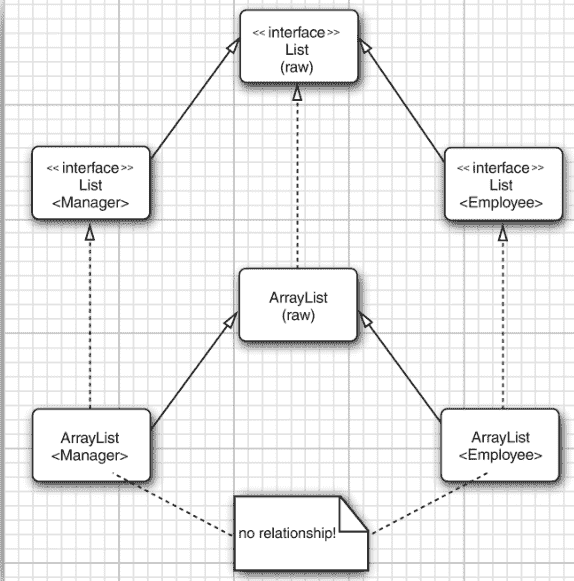 << interface >>
List
(raw)
<< interface >>
List
<Manager>
<< interface >>
List
<Employee>
ArrayList
(raw)
ArrayList
<Manager>
ArrayList
<Employee>
no relationship!